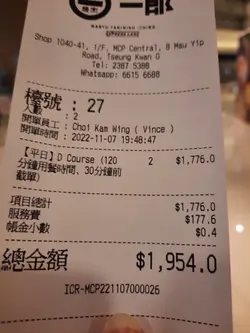 一郎
Shop 1040-41, 1/F, MCP Central, 8 Mau Yip
Road, Tseung Kwan O
Tel: 2387 5388
Whatsapp: 6615 6688
檯號 : 27
人數 : 2
開單員工 : Choi Kam Wing ( Vince )
開單時間 : 2022-11-07 19:48:47
【平日】D Course (120 2 $1,776.0
分鐘用餐時間、30分鐘前
截單)
項目總計 $1,776.0
服務費 $177.6
帳金小數 $0.4
總金額 $1,954.0
ICR-MCP221107000026